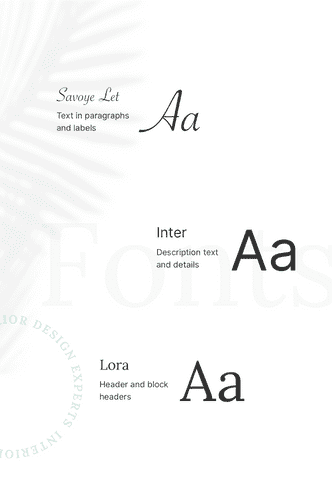 Savoye Let
Text in paragraphs
and labels
Aa
Inter
Description text
and details
Aa
Fonts
Lora
Header and block
headers
Aa
IOR DESIGN EXPERTS INTERIOR